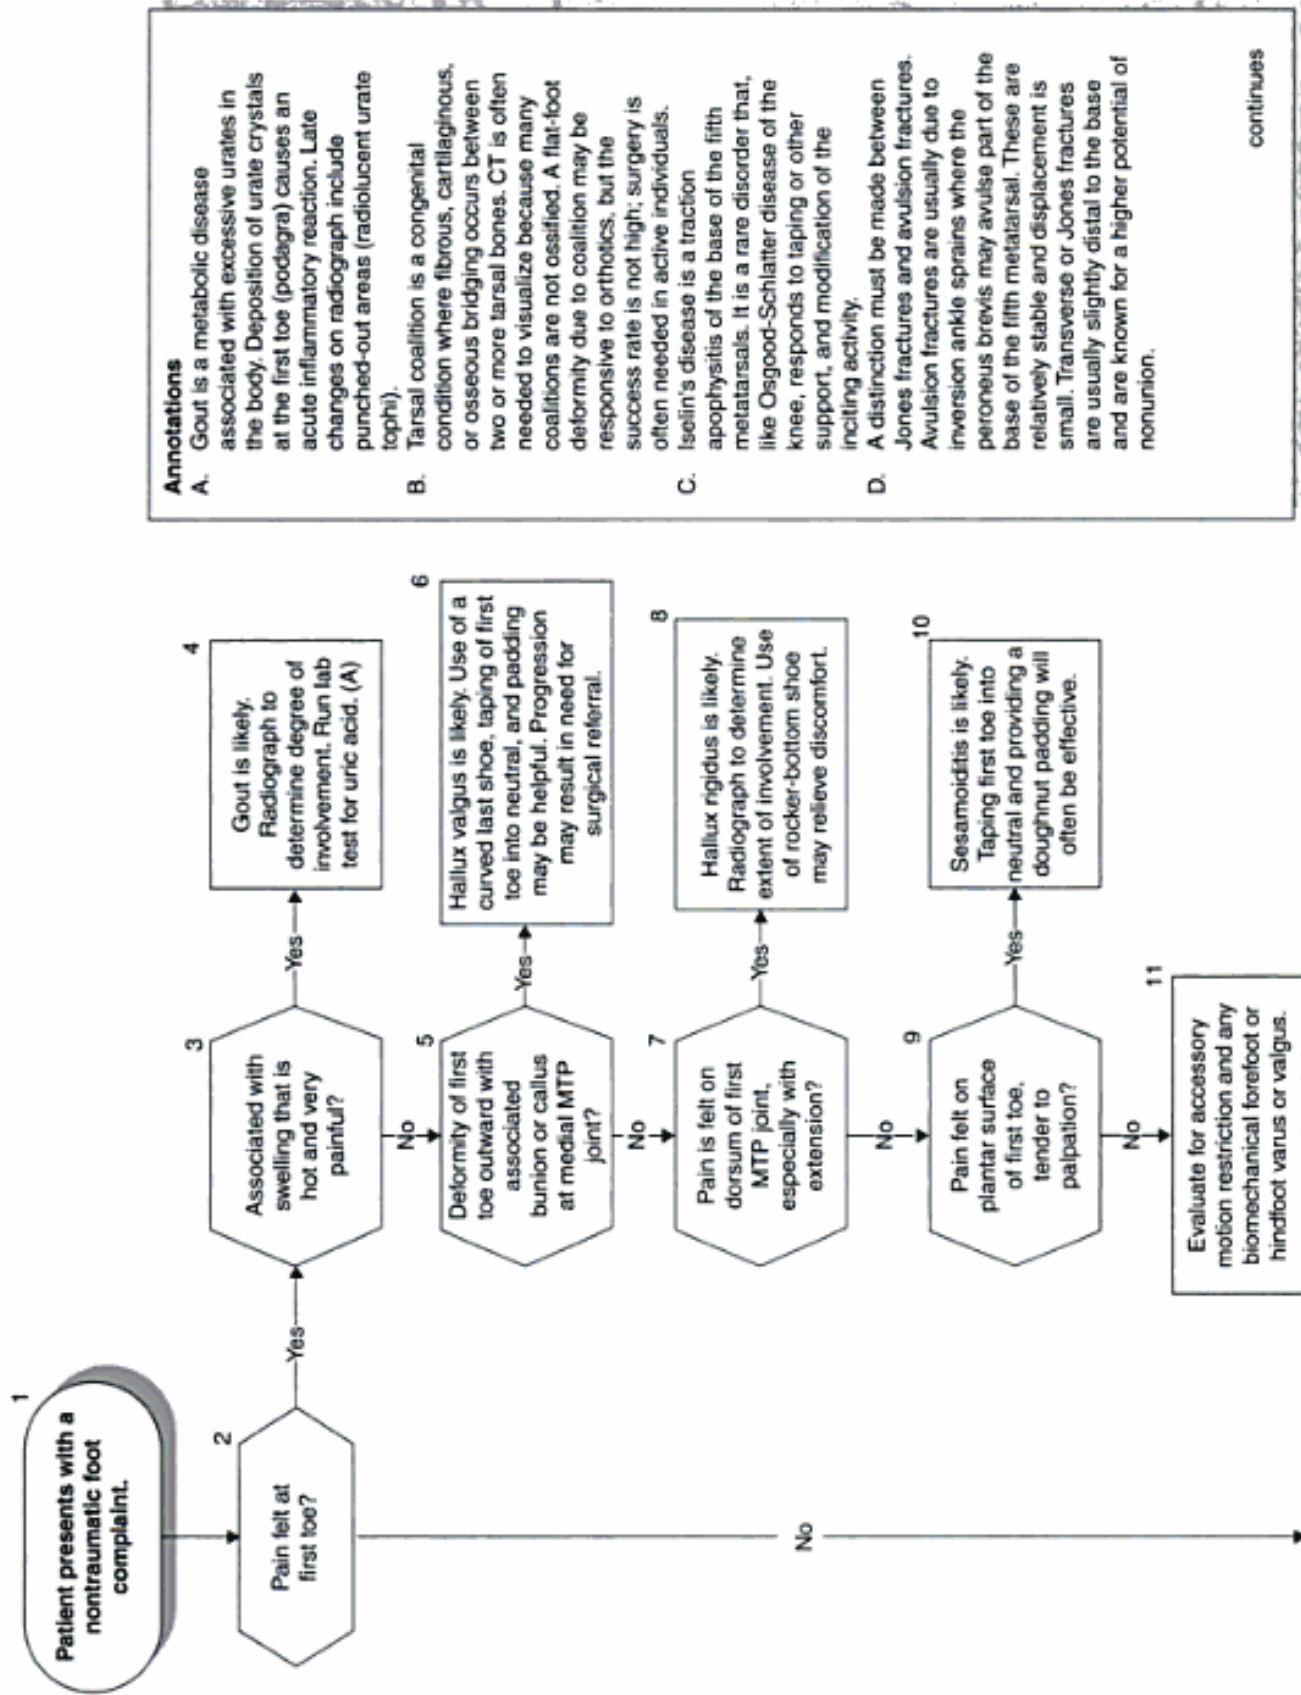 1
Patient presents with a
nontraumatic foot
complaint.
2
Pain felt at
first toe?
Yes
No
3
Associated with
swelling that is
hot and very
painful?
Yes
No
4
Gout is likely.
Radiograph to
determine degree of
involvement. Run lab
test for uric acid. (A)
5
Deformity of first
toe outward with
associated
bunion or callus
at medial MTP
joint?
Yes
No
6
Hallux valgus is likely. Use of a
curved last shoe, taping of first
toe into neutral, and padding
may be helpful. Progression
may result in need for
surgical referral.
7
Pain is felt on
dorsum of first
MTP joint,
especially with
extension?
Yes
No
8
Hallux rigidus is likely.
Radiograph to determine
extent of involvement. Use
of rocker-bottom shoe
may relieve discomfort.
9
Pain felt on
plantar surface
of first toe,
tender to
palpation?
Yes
No
10
Sesamoiditis is likely.
Taping first toe into
neutral and providing a
doughnut padding will
often be effective.
11
Evaluate for accessory
motion restriction and any
biomechanical forefoot or
hindfoot varus or valgus.
Annotations
A. Gout is a metabolic disease
associated with excessive urates in
the body. Deposition of urate crystals
at the first toe (podagra) causes an
acute inflammatory reaction. Late
changes on radiograph include
punched-out areas (radiolucent urate
tophi).
B. Tarsal coalition is a congenital
condition where fibrous, cartilaginous,
or osseous bridging occurs between
two or more tarsal bones. CT is often
needed to visualize because many
coalitions are not ossified. A flat-foot
deformity due to coalition may be
responsive to orthotics, but the
success rate is not high; surgery is
often needed in active individuals.
C. Iselin's disease is a traction
apophysitis of the base of the fifth
metatarsals. It is a rare disorder that,
like Osgood-Schlatter disease of the
knee, responds to taping or other
support, and modification of the
inciting activity.
D. A distinction must be made between
Jones fractures and avulsion fractures.
Avulsion fractures are usually due to
inversion ankle sprains where the
peroneus brevis may avulse part of the
base of the fifth metatarsal. These are
relatively stable and displacement is
small. Transverse or Jones fractures
are usually slightly distal to the base
and are known for a higher potential of
nonunion.
continues